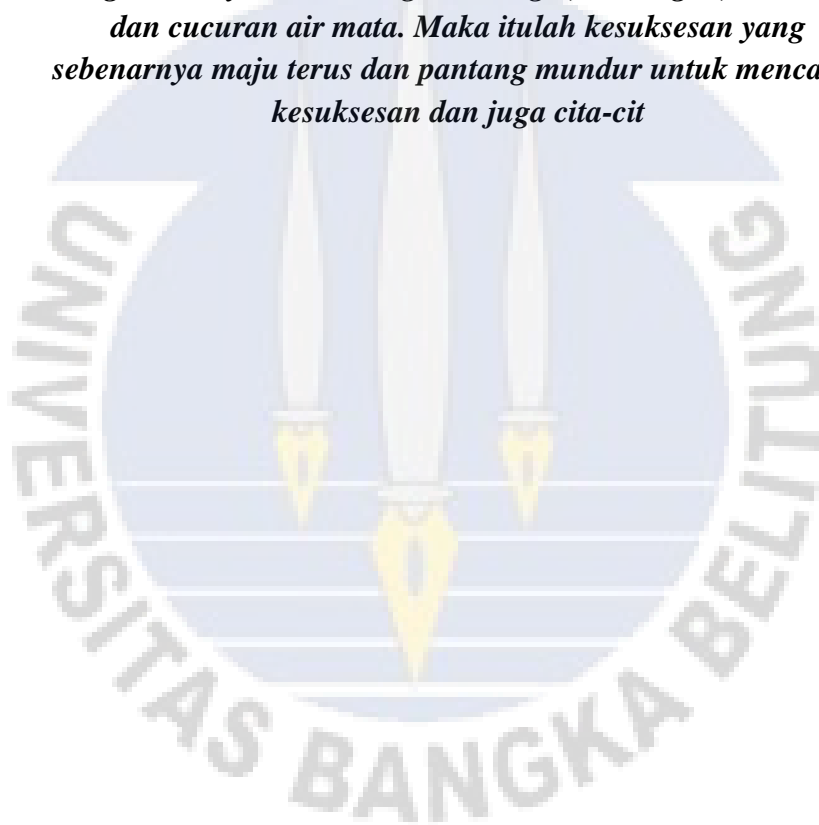 dan cucuran air mata. Maka itulah kesuksesan yang
sebenarnya maju terus dan pantang mundur untuk menca
kesuksesan dan juga cita-cit
UNIVERSITAS BANGKA BELITUNG